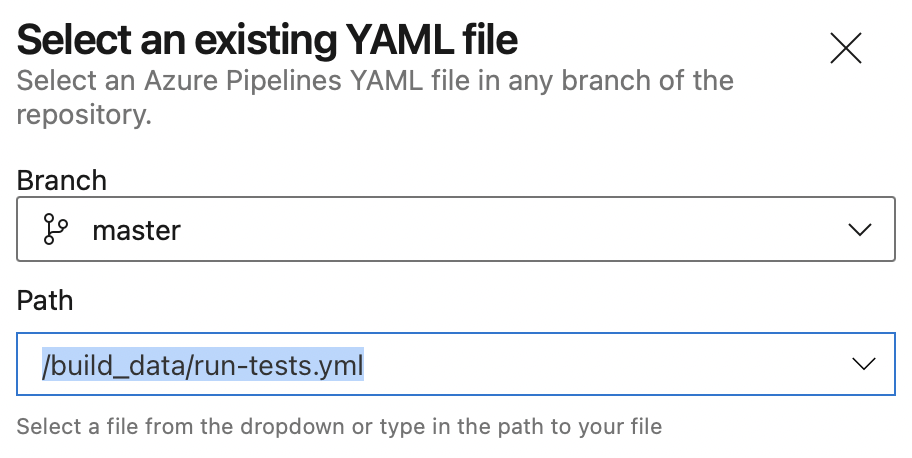 Select an existing YAML file
Select an Azure Pipelines YAML file in any branch of the
repository.
Branch
master
Path
/build_data/run-tests.yml
Select a file from the dropdown or type in the path to your file